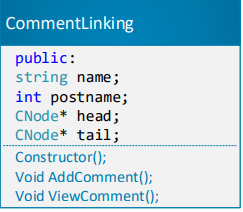 CommentLinking
public:
string name;
int postname;
CNode* head;
CNode* tail;
Constructor();
Void AddComment();
Void ViewComment();